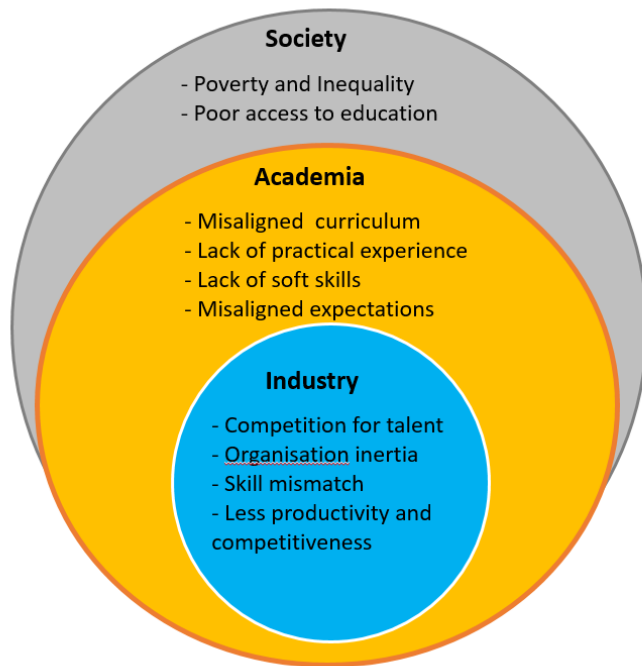 Society
- Poverty and Inequality
- Poor access to education
Academia
- Misaligned curriculum
- Lack of practical experience
- Lack of soft skills
- Misaligned expectations
Industry
- Competition for talent
- Organisation inertia
- Skill mismatch
- Less productivity and
competitiveness